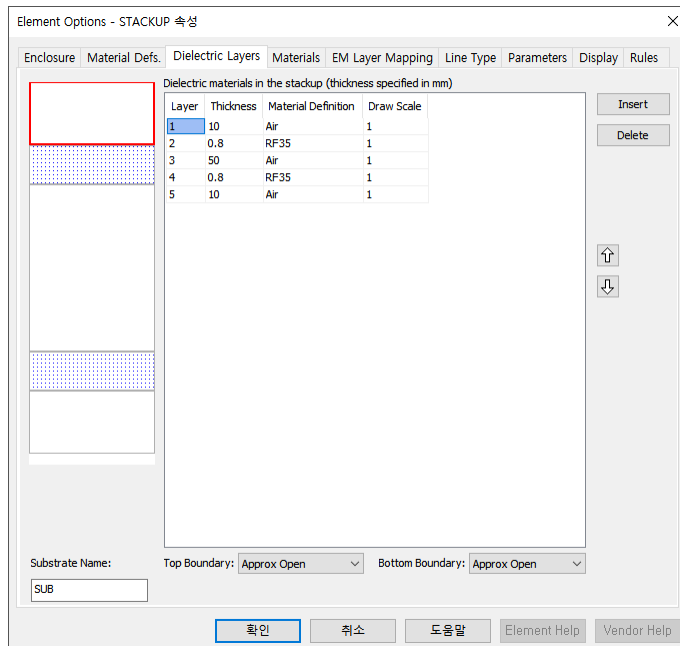 Element Options - STACKUP 속성
Enclosure Material Defs. Dielectric Layers Materials EM Layer Mapping Line Type Parameters Display Rules
Dielectric materials in the stackup (thickness specified in mm)
Layer Thickness Material Definition Draw Scale
1 10 Air 1
2 0.8 RF35 1
3 50 Air 1
4 0.8 RF35 1
5 10 Air 1
Insert
Delete
Substrate Name:
SUB
Top Boundary: Approx Open Bottom Boundary: Approx Open
확인 취소 도움말 Element Help Vendor Help